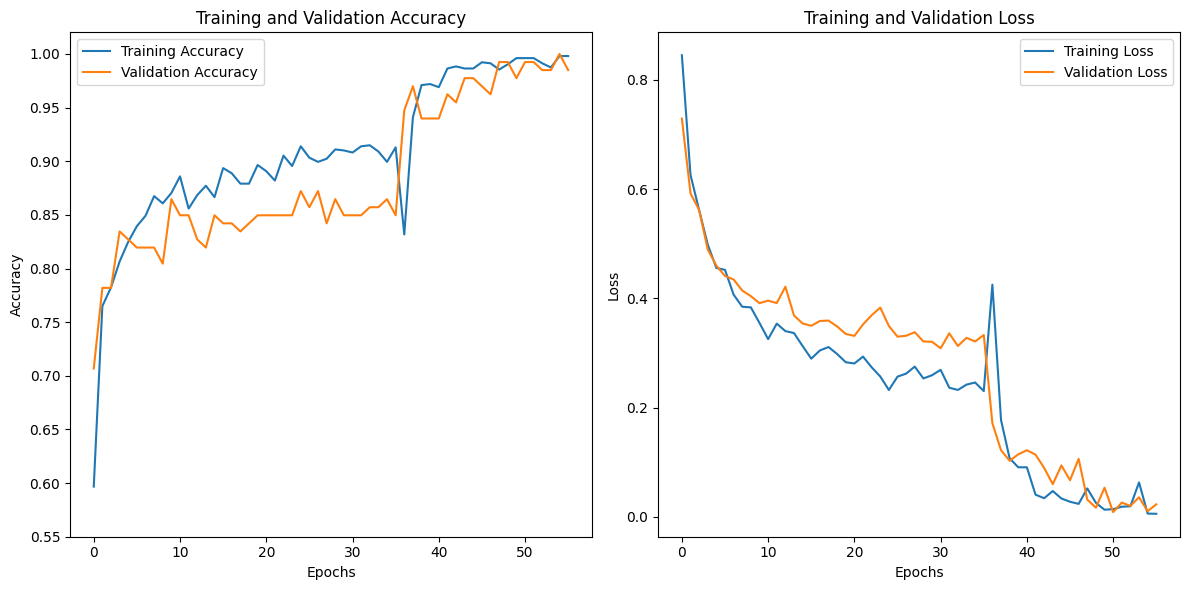 Training and Validation Accuracy
Training Accuracy
Validation Accuracy
1.00
0.95
0.90
0.85
0.80
0.75
0.70
0.65
0.60
0.55
Accuracy
0
10
20
30
40
50
Epochs
Training and Validation Loss
Training Loss
Validation Loss
0.8
0.6
0.4
0.2
0.0
Loss
0
10
20
30
40
50
Epochs